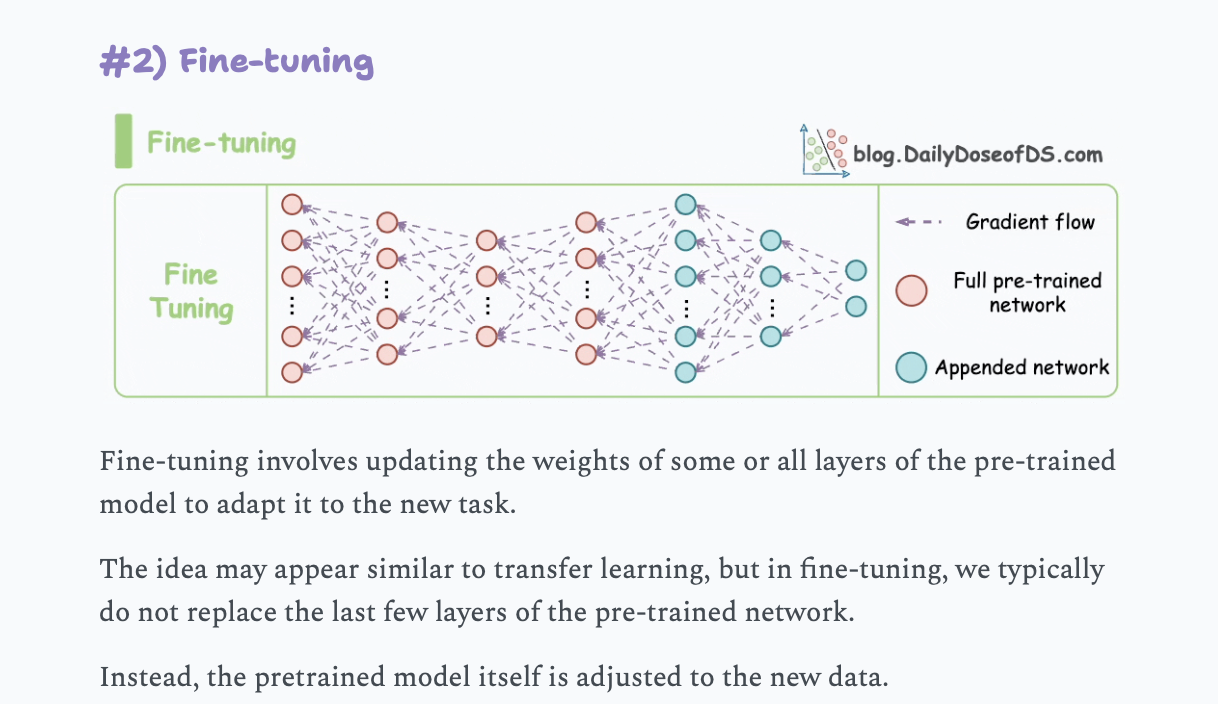 #2) Fine-tuning
Fine-tuning
blog.DailyDoseofDS.com
Fine
Tuning
Gradient flow
Full pre-trained
network
Appended network
Fine-tuning involves updating the weights of some or all layers of the pre-trained
model to adapt it to the new task.
The idea may appear similar to transfer learning, but in fine-tuning, we typically
do not replace the last few layers of the pre-trained network.
Instead, the pretrained model itself is adjusted to the new data.